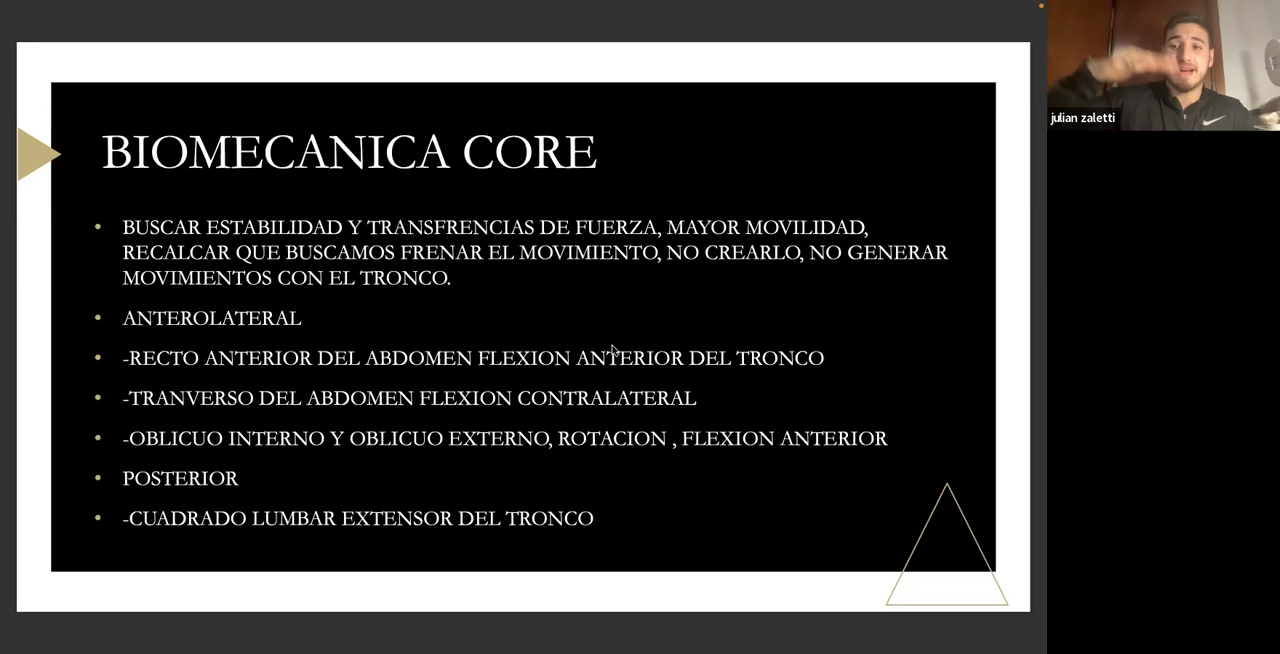 BIOMECANICA CORE
• BUSCAR ESTABILIDAD Y TRANSFRENCIAS DE FUERZA, MAYOR MOVILIDAD,
RECALCAR QUE BUSCAMOS FRENAR EL MOVIMIENTO, NO CREARLO, NO GENERAR
MOVIMIENTOS CON EL TRONCO.
• ANTEROLATERAL
• -RECTO ANTERIOR DEL ABDOMEN FLEXION ANTERIOR DEL TRONCO
• -TRANVERSO DEL ABDOMEN FLEXION CONTRALATERAL
• -OBLICUO INTERNO Y OBLICUO EXTERNO, ROTACION , FLEXION ANTERIOR
• POSTERIOR
• -CUADRADO LUMBAR EXTENSOR DEL TRONCO
julian zaletti